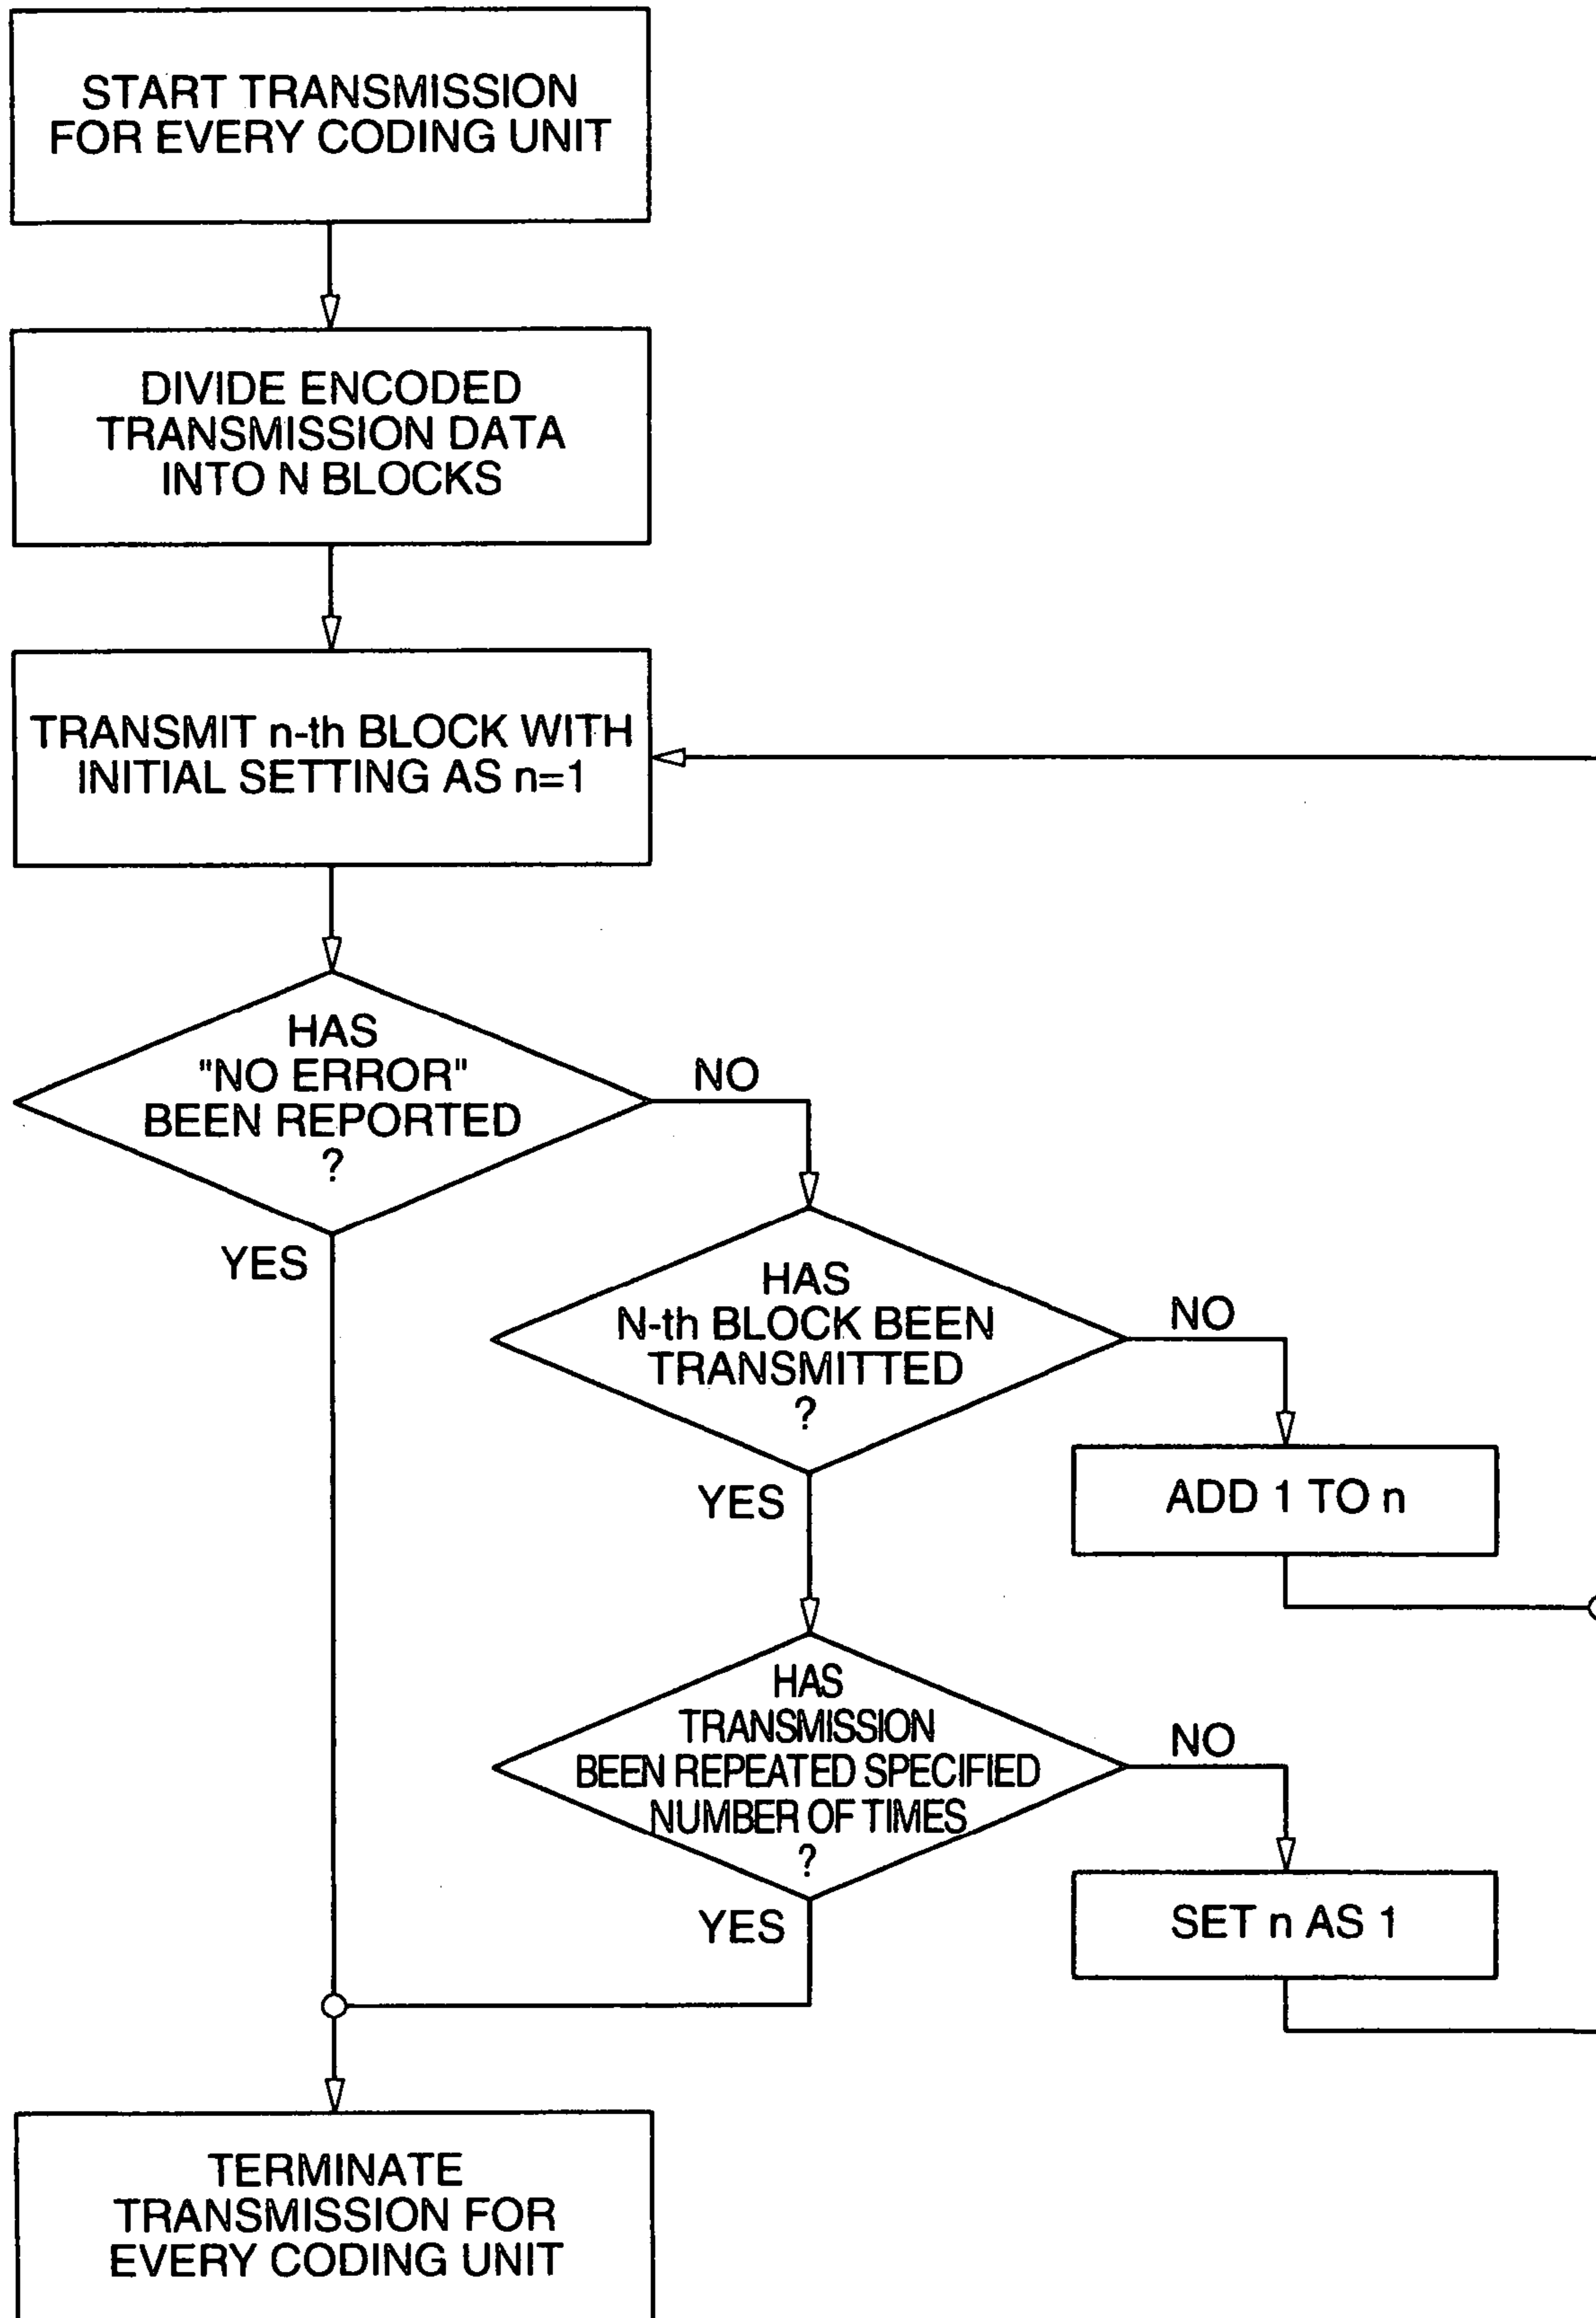 START TRANSMISSION
FOR EVERY CODING UNIT
DIVIDE ENCODED
TRANSMISSION DATA
INTO N BLOCKS
TRANSMIT n-th BLOCK WITH
INITIAL SETTING AS n=1
HAS
"NO ERROR"
BEEN REPORTED
?
NO
YES
HAS
N-th BLOCK BEEN
TRANSMITTED
?
NO
YES
ADD 1 TO n
HAS
TRANSMISSION
BEEN REPEATED SPECIFIED
NUMBER OF TIMES
?
NO
YES
SET n AS 1
TERMINATE
TRANSMISSION FOR
EVERY CODING UNIT